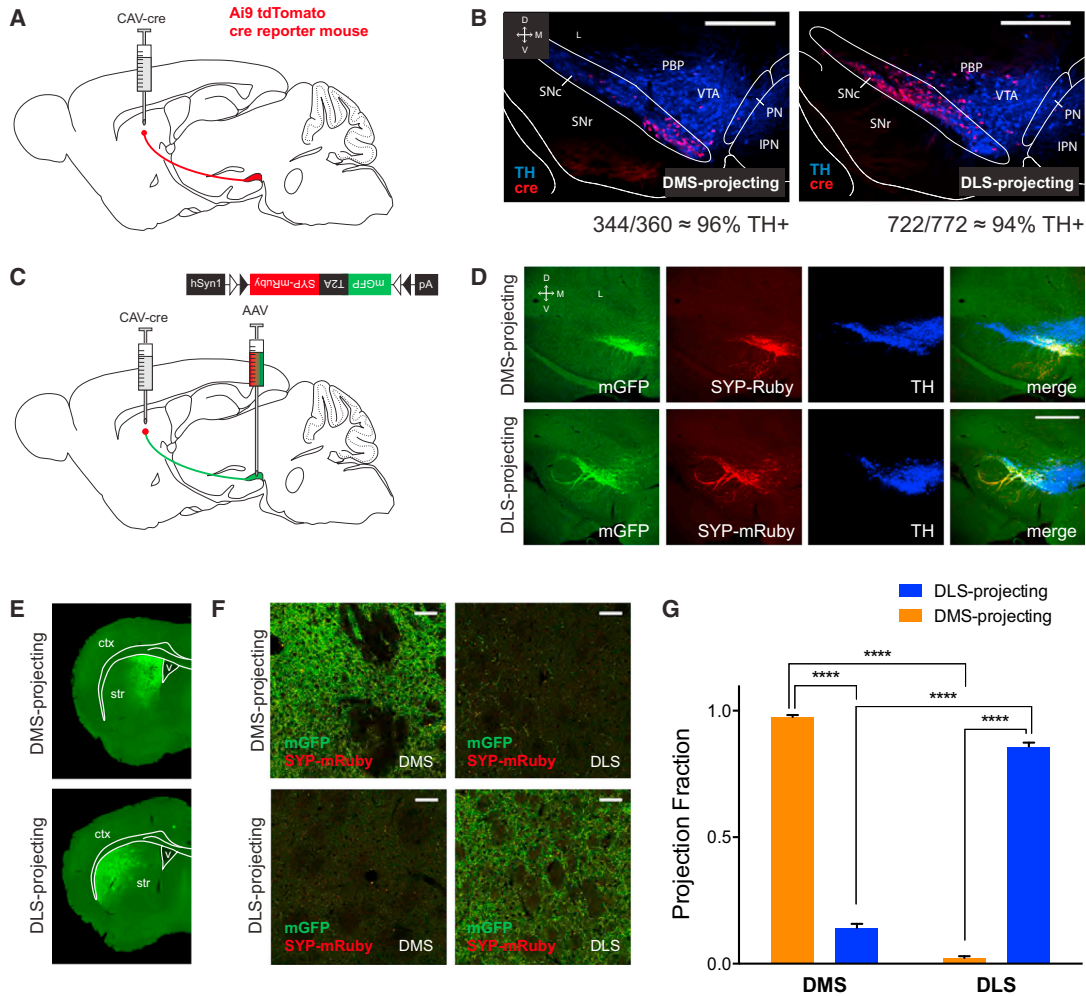 A
CAV-cre
Ai9 tdTomato
cre reporter mouse
B
D
M
V
L
PBP
SNc
VTA
PN
SNr
IPN
TH
cre
DMS-projecting
344/360 ≈ 96% TH+
PBP
SNc
VTA
PN
SNr
IPN
TH
cre
DLS-projecting
722/772 ≈ 94% TH+
C
hSyn1
SYP-mRuby
T2A
mGFP
pA
CAV-cre
AAV
D
DMS-projecting
D
M
V
L
mGFP
SYP-Ruby
TH
merge
DLS-projecting
mGFP
SYP-mRuby
TH
merge
E
DMS-projecting
ctx
str
v
DLS-projecting
ctx
str
v
F
DMS-projecting
mGFP
SYP-mRuby
DMS
mGFP
SYP-mRuby
DLS
DLS-projecting
mGFP
SYP-mRuby
DMS
mGFP
SYP-mRuby
DLS
G
DLS-projecting
DMS-projecting
****
****
****
****
Projection Fraction
1.0
0.5
0.0
DMS
DLS